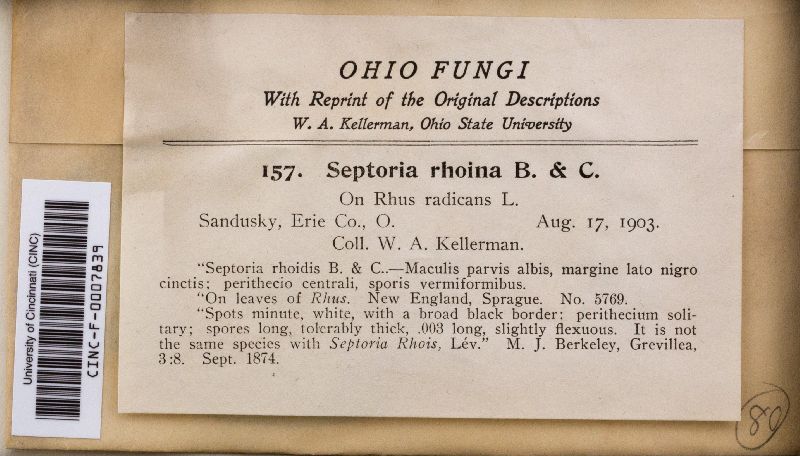 OHIO FUNGI
With Reprint of the Original Descriptions
W. A. Kellerman, Ohio State University
157. Septoria rhoina B. & C.
On Rhus radicans L.
Sandusky, Erie Co., O. Aug. 17, 1903.
Coll. W. A. Kellerman.
"Septoria rhoidis B. & C..—Maculis parvis albis, margine lato nigro
cinctis; perithecio centrali, sporis vermiformibus.
"On leaves of Rhus. New England, Sprague. No. 5769.
"Spots minute, white, with a broad black border; perithecium soli-
tary; spores long, tolerably thick, .003 long, slightly flexuous. It is not
the same species with Septoria Rhois, Lév." M. J. Berkeley, Grevillea,
3:8. Sept. 1874.
University of Cincinnati (CINC)
CINC-F-0007839
80